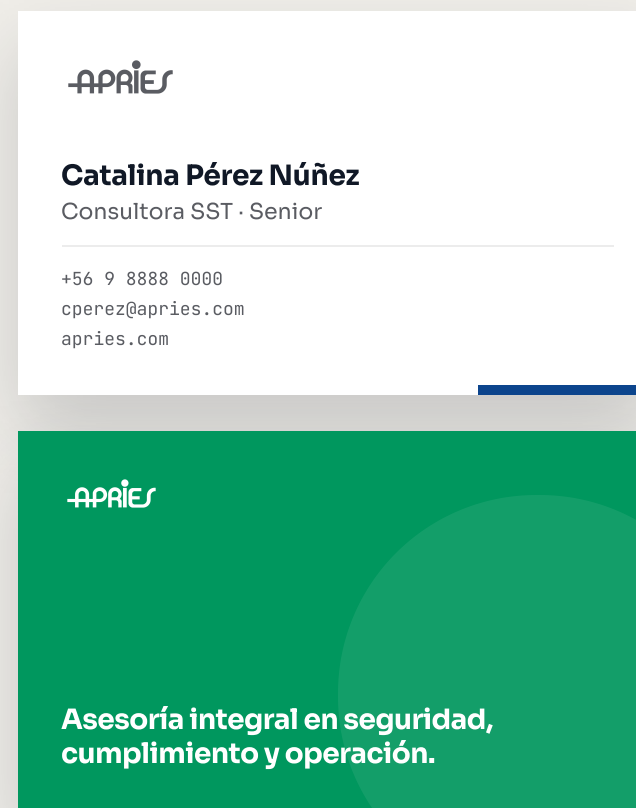 APRIES
Catalina Pérez Núñez
Consultora SST · Senior
+56 9 8888 0000
cperez@apries.com
apries.com
APRIES
Asesoría integral en seguridad,
cumplimiento y operación.